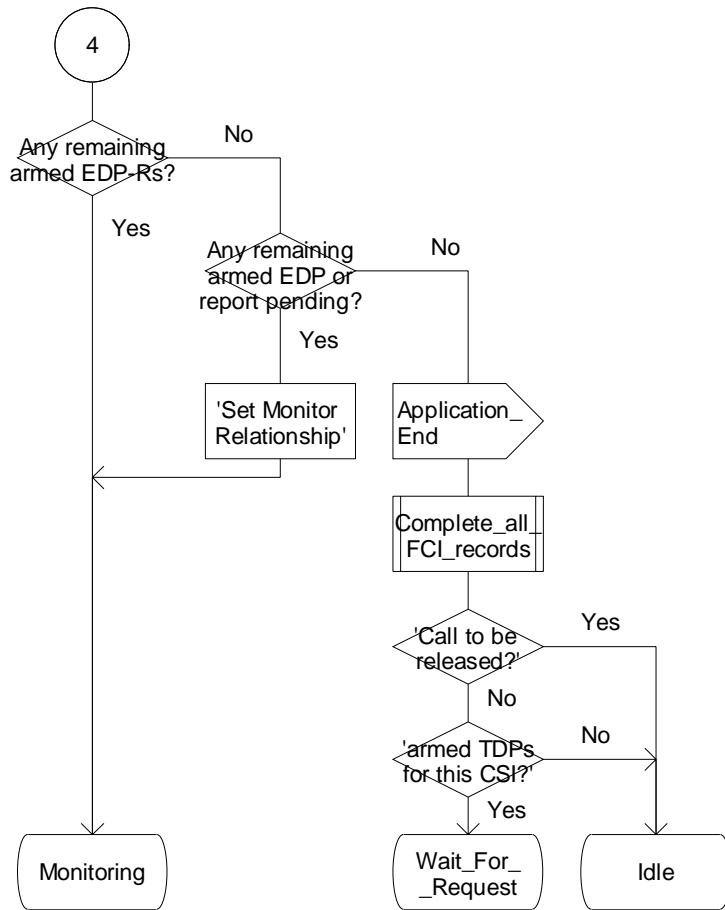 4
Any remaining
armed EDP-Rs?
No
Yes
Any remaining
armed EDP or
report pending?
No
Yes
'Set Monitor
Relationship'
Application_
End
Complete_all_
FCI_records
'Call to be
released?'
Yes
No
'armed TDPs
for this CSI?'
No
Yes
Monitoring
Wait_For_
_Request
Idle